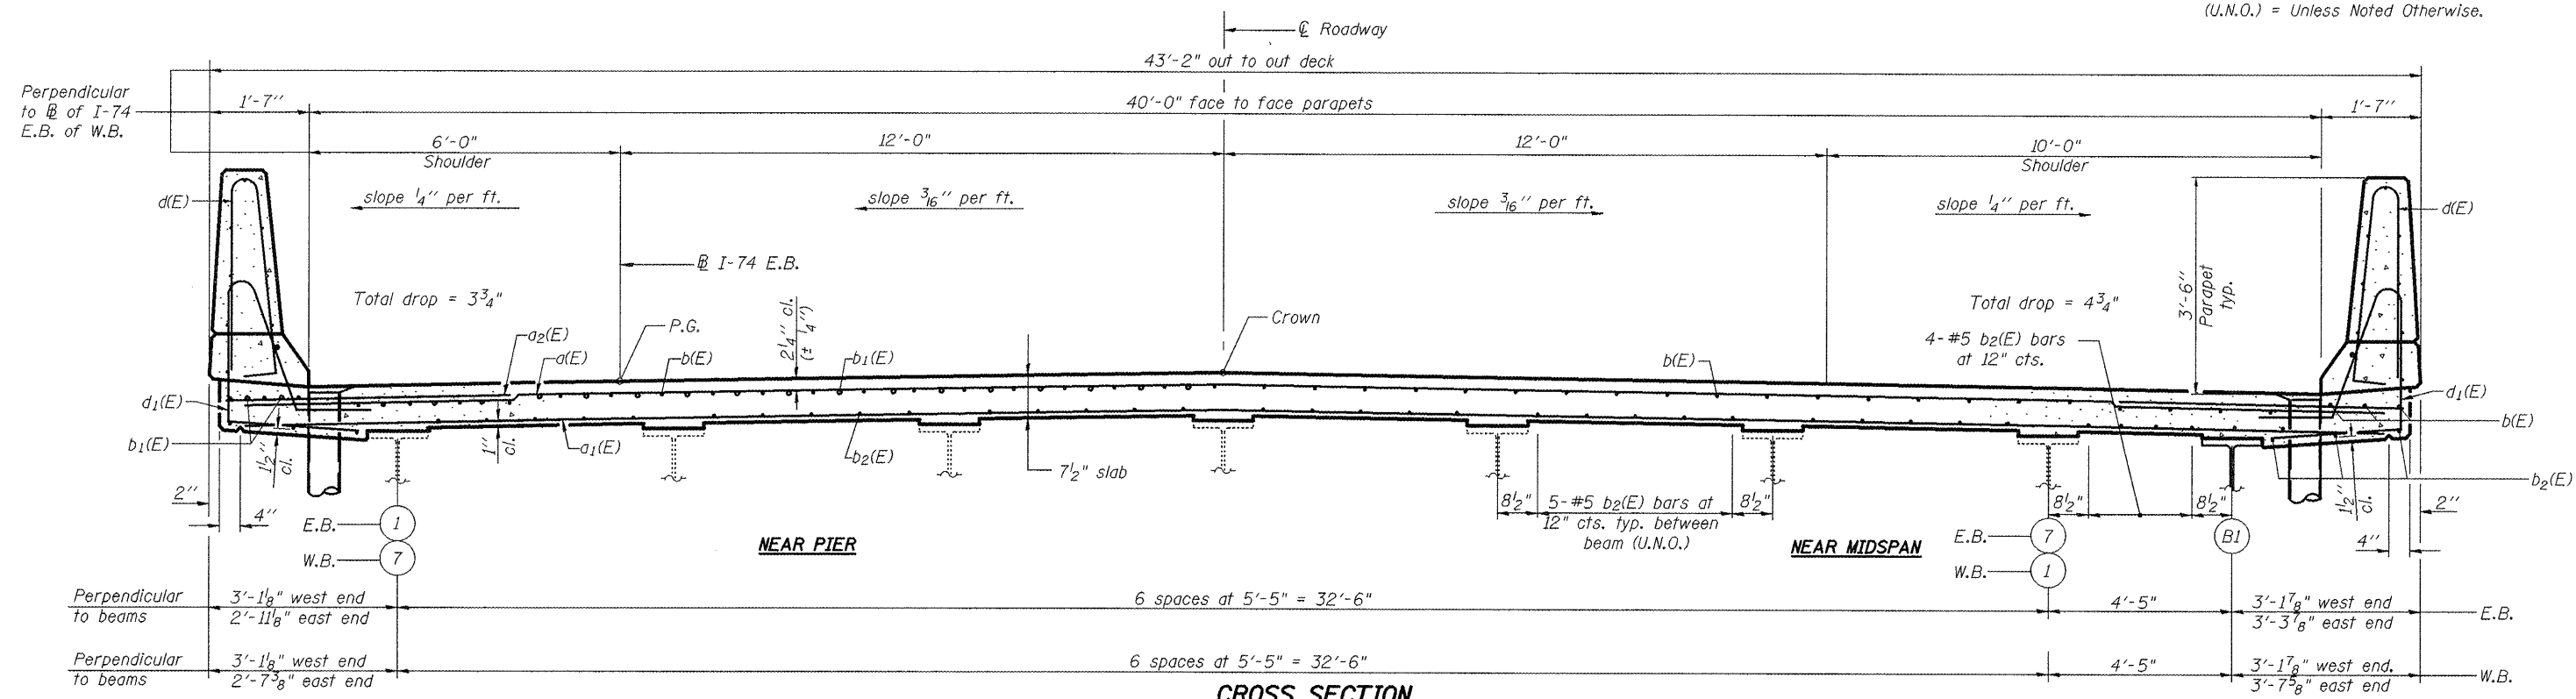 (U.N.O.) = Unless Noted Otherwise.
℄ Roadway
43'-2" out to out deck
Perpendicular
to ⅊ of I-74
E.B. of W.B.
1'-7"
40'-0" face to face parapets
1'-7"
6'-0"
Shoulder
12'-0"
12'-0"
10'-0"
Shoulder
slope 1/4" per ft.
slope 3/16" per ft.
slope 3/16" per ft.
slope 1/4" per ft.
d(E)
d(E)
⅊ I-74 E.B.
Total drop = 3 3/4"
2 1/4" cl.
(± 1/4")
Total drop = 4 3/4"
3'-6"
Parapet
typ.
P.G.
Crown
4-#5 b2(E) bars
at 12" cts.
a2(E)
a(E)
b(E)
b1(E)
b(E)
d1(E)
d1(E)
b1(E)
1 1/2"
cl.
1"
cl.
a1(E)
b2(E)
7 1/2" slab
b(E)
b2(E)
1 1/2"
cl.
2"
4"
8 1/2"
5-#5 b2(E) bars at
12" cts. typ. between
beam (U.N.O.)
8 1/2"
8 1/2"
8 1/2"
2"
4"
E.B.
1
W.B.
7
NEAR PIER
NEAR MIDSPAN
E.B.
7
W.B.
1
B1
Perpendicular
to beams
3'-1 1/8" west end
2'-11 1/8" east end
6 spaces at 5'-5" = 32'-6"
4'-5"
3'-1 7/8" west end
3'-3 7/8" east end
E.B.
Perpendicular
to beams
3'-1 1/8" west end
2'-7 3/8" east end
6 spaces at 5'-5" = 32'-6"
4'-5"
3'-1 7/8" west end.
3'-7 5/8" east end
W.B.
CROSS SECTION